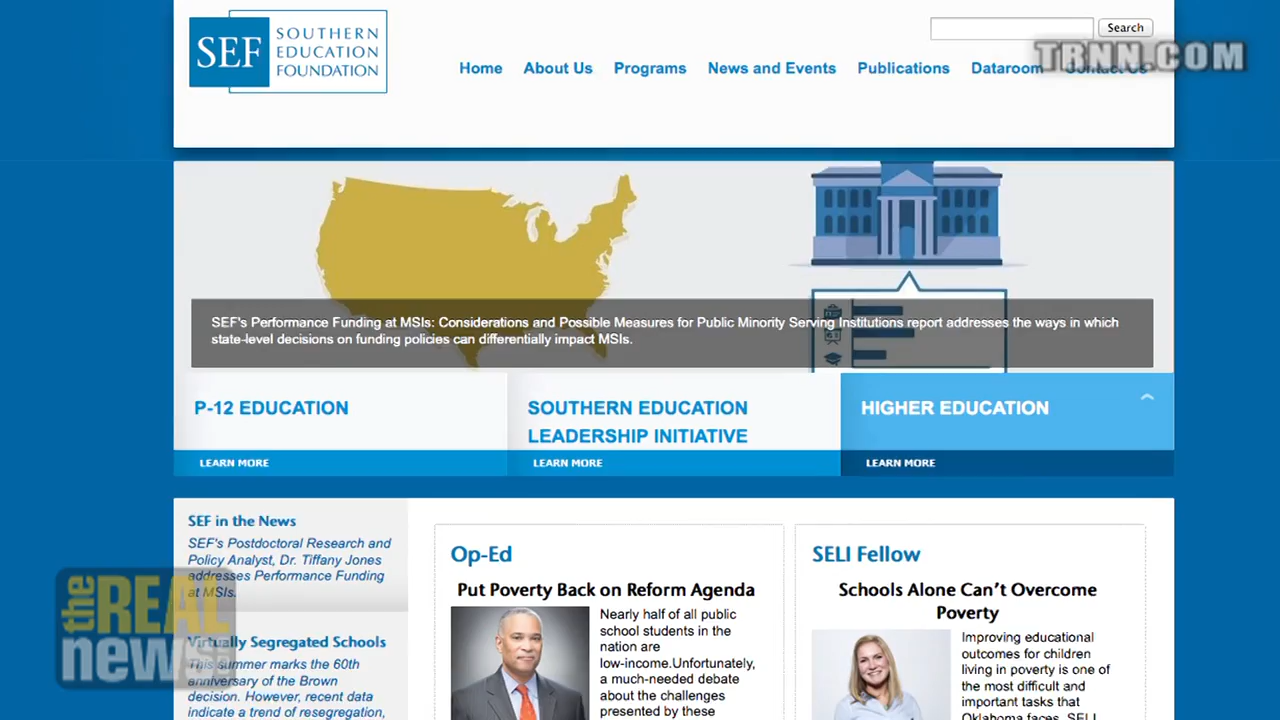 SEF
SOUTHERN
EDUCATION
FOUNDATION
Search
TRNN.COM
Home About Us Programs News and Events Publications Dataroom Contact Us
SEF's Performance Funding at MSIs: Considerations and Possible Measures for Public Minority Serving Institutions report addresses the ways in which
state-level decisions on funding policies can differentially impact MSIs.
P-12 EDUCATION
LEARN MORE
SOUTHERN EDUCATION
LEADERSHIP INITIATIVE
LEARN MORE
HIGHER EDUCATION
LEARN MORE
SEF in the News
SEF's Postdoctoral Research and
Policy Analyst, Dr. Tiffany Jones
addresses Performance Funding
at MSIs.
Virtually Segregated Schools
This summer marks the 60th
anniversary of the Brown
decision. However, recent data
indicate a trend of resegregation,
the REAL
news
Op-Ed
Put Poverty Back on Reform Agenda
Nearly half of all public
school students in the
nation are
low-income.Unfortunately,
a much-needed debate
about the challenges
presented by these
SELI Fellow
Schools Alone Can't Overcome
Poverty
Improving educational
outcomes for children
living in poverty is one of
the most difficult and
important tasks that
Oklahoma faces. SELI